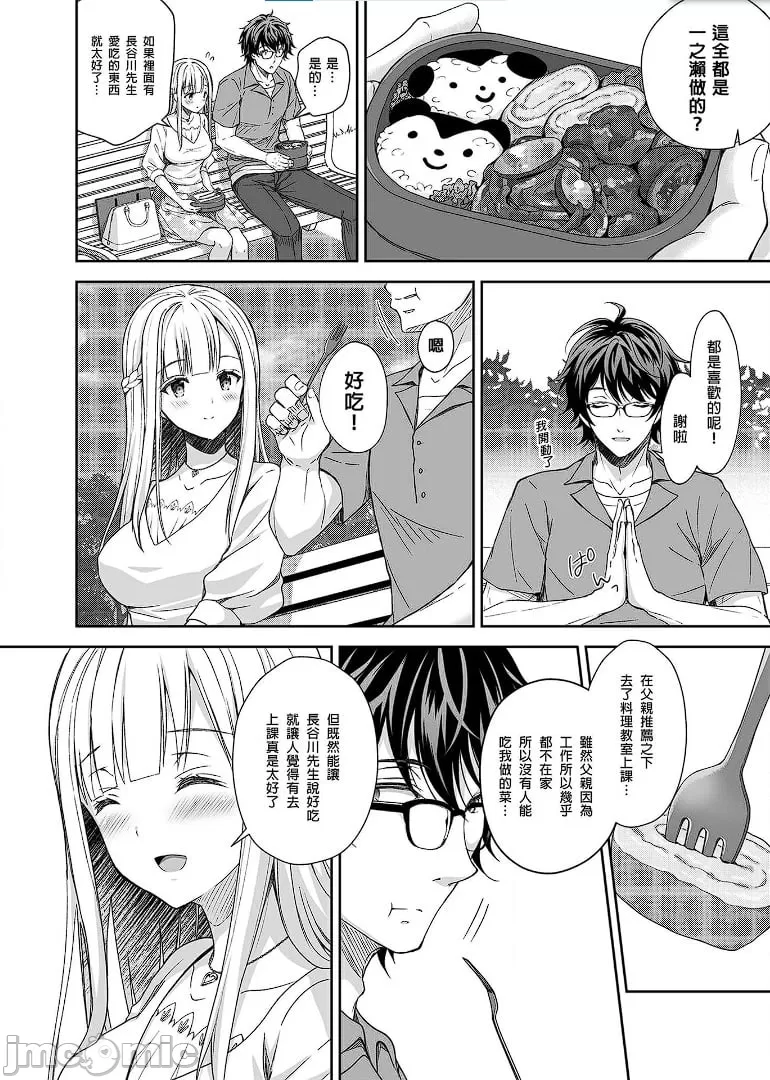 這全都是
一之瀨做的？
是…
是的…
如果裡面有
長谷川先生
愛吃的東西
就太好了…
都是喜歡的呢！
謝啦
我開動了
ぱん
嗯
好吃！
在父親推薦之下
去了料理教室上課…
雖然父親因為
工作所以幾乎
都不在家
所以沒有人能
吃我做的菜…
但既然能讓
長谷川先生說好吃
就讓人覺得有去
上課真是太好了
jmcomic